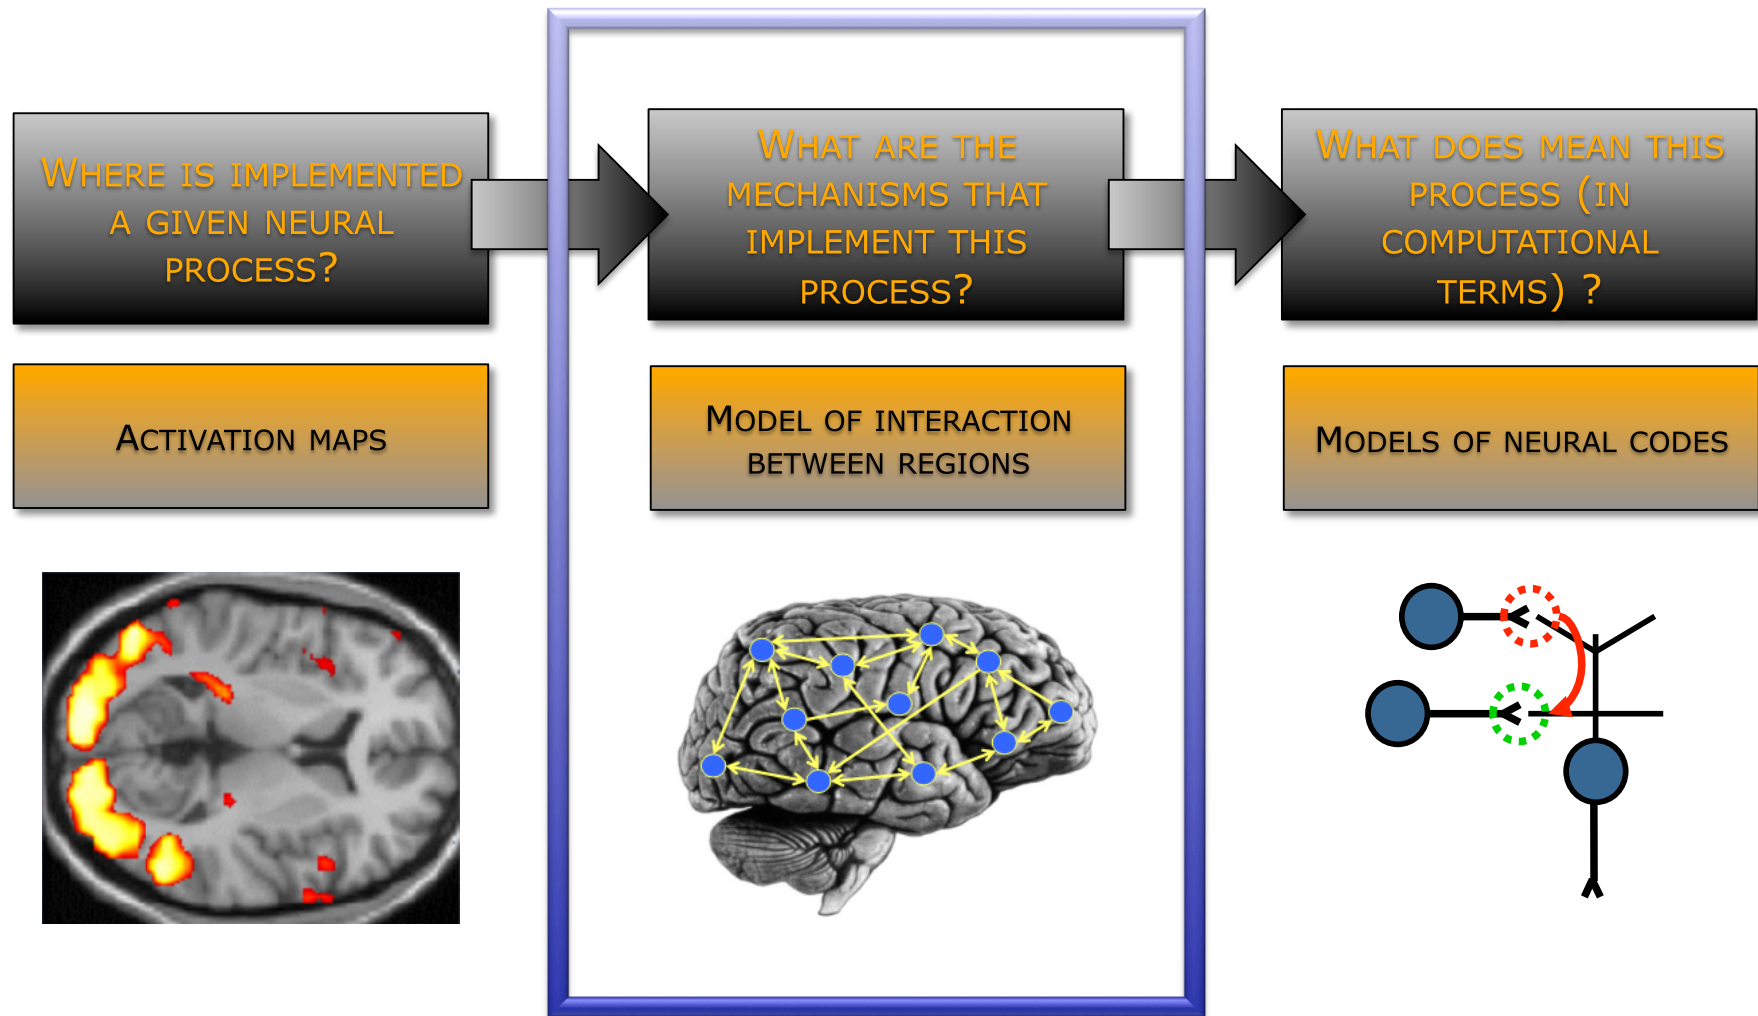 WHERE IS IMPLEMENTED
A GIVEN NEURAL
PROCESS?
WHAT ARE THE
MECHANISMS THAT
IMPLEMENT THIS
PROCESS?
WHAT DOES MEAN THIS
PROCESS (IN
COMPUTATIONAL
TERMS) ?
ACTIVATION MAPS
MODEL OF INTERACTION
BETWEEN REGIONS
MODELS OF NEURAL CODES